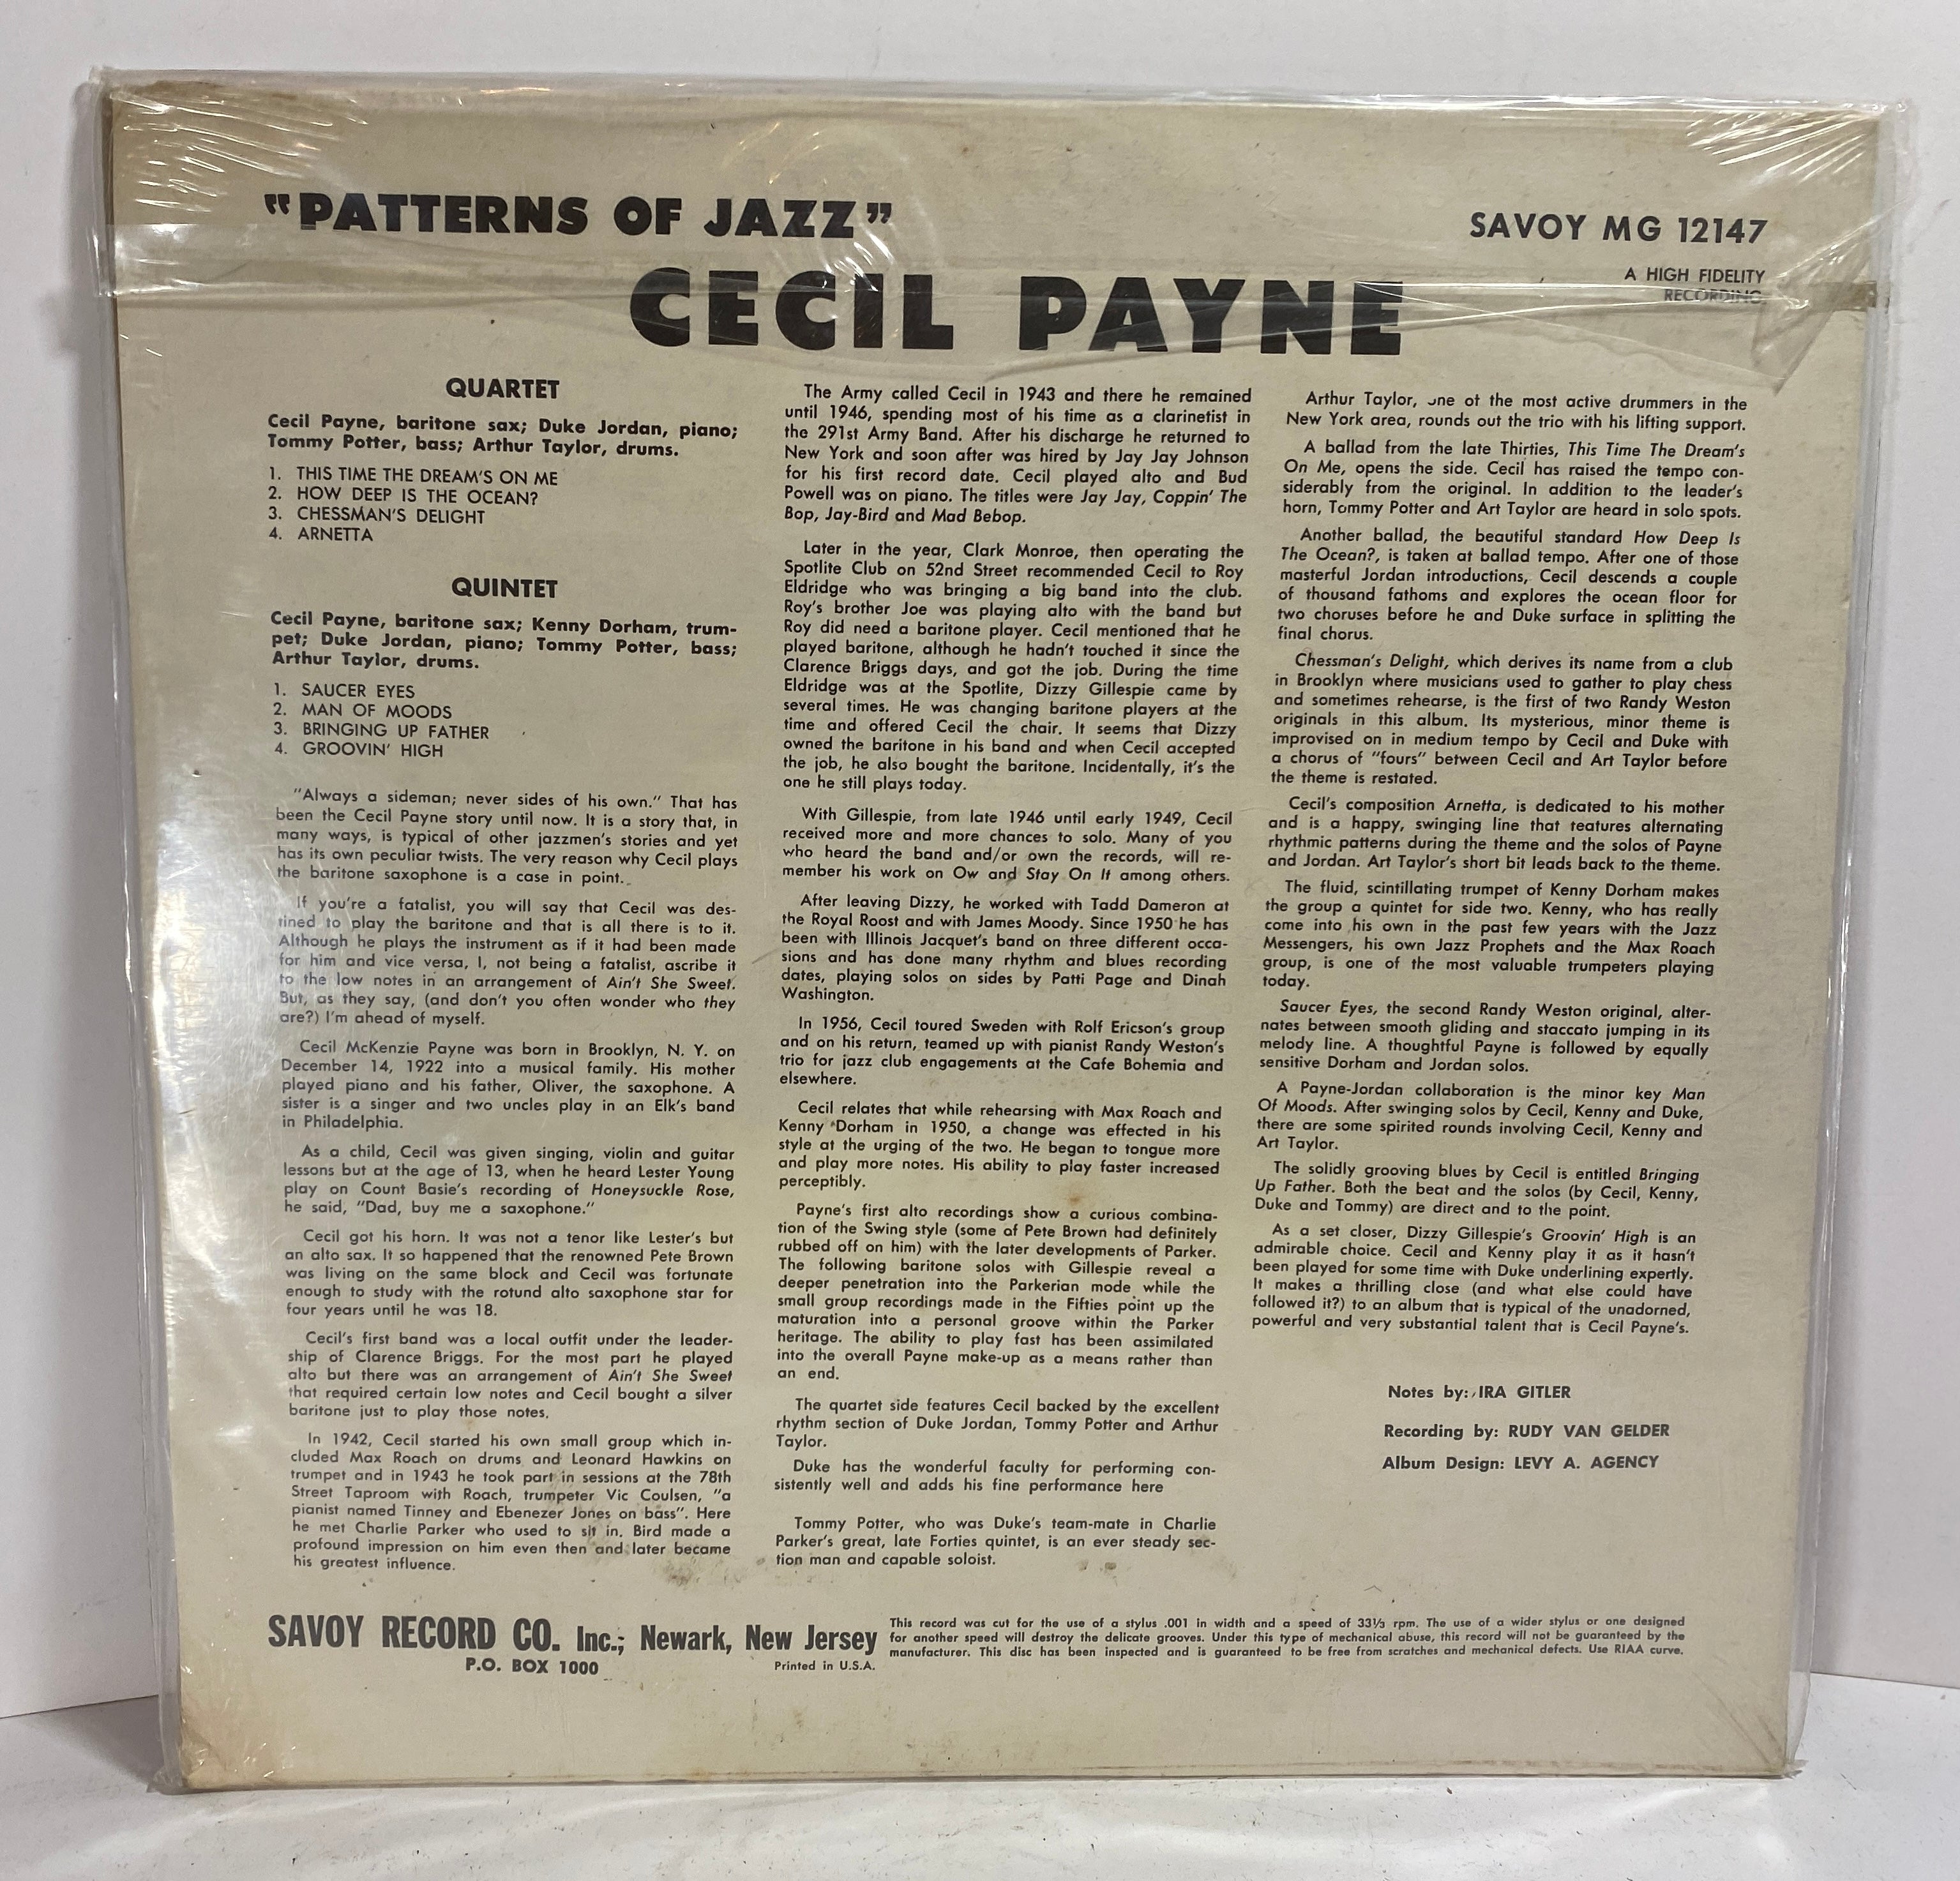 "PATTERNS OF JAZZ"
SAVOY MG 12147
A HIGH FIDELITY
RECORDING.
CECIL PAYNE
QUARTET
Cecil Payne, baritone sax; Duke Jordan, piano;
Tommy Potter, bass; Arthur Taylor, drums.
1. THIS TIME THE DREAM'S ON ME
2. HOW DEEP IS THE OCEAN?
3. CHESSMAN'S DELIGHT
4. ARNETTA
QUINTET
Cecil Payne, baritone sax; Kenny Dorham, trum-
pet; Duke Jordan, piano; Tommy Potter, bass;
Arthur Taylor, drums.
1. SAUCER EYES
2. MAN OF MOODS
3. BRINGING UP FATHER
4. GROOVIN' HIGH
"Always a sideman; never sides of his own." That has
been the Cecil Payne story until now. It is a story that, in
many ways, is typical of other jazzmen's stories and yet
has its own peculiar twists. The very reason why Cecil plays
the baritone saxophone is a case in point.
If you're a fatalist, you will say that Cecil was des-
tined to play the baritone and that is all there is to it.
Although he plays the instrument as if it had been made
for him and vice versa, I, not being a fatalist, ascribe it
to the low notes in an arrangement of Ain't She Sweet.
But, as they say, (and don't you often wonder who they
are?) I'm ahead of myself.
Cecil McKenzie Payne was born in Brooklyn, N. Y. on
December 14, 1922 into a musical family. His mother
played piano and his father, Oliver, the saxophone. A
sister is a singer and two uncles play in an Elk's band
in Philadelphia.
As a child, Cecil was given singing, violin and guitar
lessons but at the age of 13, when he heard Lester Young
play on Count Basie's recording of Honeysuckle Rose,
he said, "Dad, buy me a saxophone."
Cecil got his horn. It was not a tenor like Lester's but
an alto sax. It so happened that the renowned Pete Brown
was living on the same block and Cecil was fortunate
enough to study with the rotund alto saxophone star for
four years until he was 18.
Cecil's first band was a local outfit under the leader-
ship of Clarence Briggs. For the most part he played
alto but there was an arrangement of Ain't She Sweet
that required certain low notes and Cecil bought a silver
baritone just to play those notes.
In 1942, Cecil started his own small group which in-
cluded Max Roach on drums and Leonard Hawkins on
trumpet and in 1943 he took part in sessions at the 78th
Street Taproom with Roach, trumpeter Vic Coulsen, "a
pianist named Tinney and Ebenezer Jones on bass". Here
he met Charlie Parker who used to sit in. Bird made a
profound impression on him even then and later became
his greatest influence.
The Army called Cecil in 1943 and there he remained
until 1946, spending most of his time as a clarinetist in
the 291st Army Band. After his discharge he returned to
New York and soon after was hired by Jay Jay Johnson
for his first record date. Cecil played alto and Bud
Powell was on piano. The titles were Jay Jay, Coppin' The
Bop, Jay-Bird and Mad Bebop.
Later in the year, Clark Monroe, then operating the
Spotlite Club on 52nd Street recommended Cecil to Roy
Eldridge who was bringing a big band into the club.
Roy's brother Joe was playing alto with the band but
Roy did need a baritone player. Cecil mentioned that he
played baritone, although he hadn't touched it since the
Clarence Briggs days, and got the job. During the time
Eldridge was at the Spotlite, Dizzy Gillespie came by
several times. He was changing baritone players at the
time and offered Cecil the chair. It seems that Dizzy
owned the baritone in his band and when Cecil accepted
the job, he also bought the baritone. Incidentally, it's the
one he still plays today.
With Gillespie, from late 1946 until early 1949, Cecil
received more and more chances to solo. Many of you
who heard the band and/or own the records, will re-
member his work on Ow and Stay On It among others.
After leaving Dizzy, he worked with Tadd Dameron at
the Royal Roost and with James Moody. Since 1950 he has
been with Illinois Jacquet's band on three different occa-
sions and has done many rhythm and blues recording
dates, playing solos on sides by Patti Page and Dinah
Washington.
In 1956, Cecil toured Sweden with Rolf Ericson's group
and on his return, teamed up with pianist Randy Weston's
trio for jazz club engagements at the Cafe Bohemia and
elsewhere.
Cecil relates that while rehearsing with Max Roach and
Kenny Dorham in 1950, a change was effected in his
style at the urging of the two. He began to tongue more
and play more notes. His ability to play faster increased
perceptibly.
Payne's first alto recordings show a curious combina-
tion of the Swing style (some of Pete Brown had definitely
rubbed off on him) with the later developments of Parker.
The following baritone solos with Gillespie reveal a
deeper penetration into the Parkerian mode while the
small group recordings made in the Fifties point up the
maturation into a personal groove within the Parker
heritage. The ability to play fast has been assimilated
into the overall Payne make-up as a means rather than
an end.
The quartet side features Cecil backed by the excellent
rhythm section of Duke Jordan, Tommy Potter and Arthur
Taylor.
Duke has the wonderful faculty for performing con-
sistently well and adds his fine performance here
Tommy Potter, who was Duke's team-mate in Charlie
Parker's great, late Forties quintet, is an ever steady sec-
tion man and capable soloist.
Arthur Taylor, one of the most active drummers in the
New York area, rounds out the trio with his lifting support.
A ballad from the late Thirties, This Time The Dream's
On Me, opens the side. Cecil has raised the tempo con-
siderably from the original. In addition to the leader's
horn, Tommy Potter and Art Taylor are heard in solo spots.
Another ballad, the beautiful standard How Deep Is
The Ocean?, is taken at ballad tempo. After one of those
masterful Jordan introductions, Cecil descends a couple
of thousand fathoms and explores the ocean floor for
two choruses before he and Duke surface in splitting the
final chorus.
Chessman's Delight, which derives its name from a club
in Brooklyn where musicians used to gather to play chess
and sometimes rehearse, is the first of two Randy Weston
originals in this album. Its mysterious, minor theme is
improvised on in medium tempo by Cecil and Duke with
a chorus of "fours" between Cecil and Art Taylor before
the theme is restated.
Cecil's composition Arnetta, is dedicated to his mother
and is a happy, swinging line that features alternating
rhythmic patterns during the theme and the solos of Payne
and Jordan. Art Taylor's short bit leads back to the theme.
The fluid, scintillating trumpet of Kenny Dorham makes
the group a quintet for side two. Kenny, who has really
come into his own in the past few years with the Jazz
Messengers, his own Jazz Prophets and the Max Roach
group, is one of the most valuable trumpeters playing
today.
Saucer Eyes, the second Randy Weston original, alter-
nates between smooth gliding and staccato jumping in its
melody line. A thoughtful Payne is followed by equally
sensitive Dorham and Jordan solos.
A Payne-Jordan collaboration is the minor key Man
Of Moods. After swinging solos by Cecil, Kenny and Duke,
there are some spirited rounds involving Cecil, Kenny and
Art Taylor.
The solidly grooving blues by Cecil is entitled Bringing
Up Father. Both the beat and the solos (by Cecil, Kenny,
Duke and Tommy) are direct and to the point.
As a set closer, Dizzy Gillespie's Groovin' High is an
admirable choice. Cecil and Kenny play it as it hasn't
been played for some time with Duke underlining expertly.
It makes a thrilling close (and what else could have
followed it?) to an album that is typical of the unadorned,
powerful and very substantial talent that is Cecil Payne's.
Notes by: IRA GITLER
Recording by: RUDY VAN GELDER
Album Design: LEVY A. AGENCY
SAVOY RECORD CO. Inc.; Newark, New Jersey
P.O. BOX 1000
Printed in U.S.A.
This record was cut for the use of a stylus .001 in width and a speed of 33⅓ rpm. The use of a wider stylus or one designed
for another speed will destroy the delicate grooves. Under this type of mechanical abuse, this record will not be guaranteed by the
manufacturer. This disc has been inspected and is guaranteed to be free from scratches and mechanical defects. Use RIAA curve.